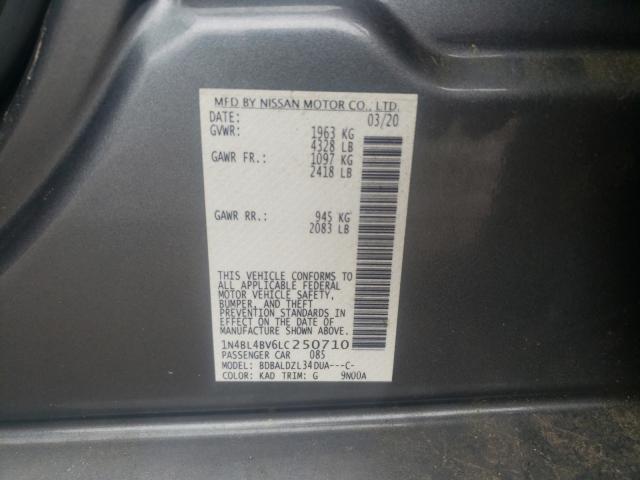 MFD BY NISSAN MOTOR CO., LTD.
DATE: 03/20
GVWR: 1963 KG
4328 LB
GAWR FR.: 1097 KG
2418 LB
GAWR RR.: 945 KG
2083 LB
THIS VEHICLE CONFORMS TO
ALL APPLICABLE FEDERAL
MOTOR VEHICLE SAFETY,
BUMPER, AND THEFT
PREVENTION STANDARDS IN
EFFECT ON THE DATE OF
MANUFACTURE SHOWN ABOVE.
1N4BL4BV6LC250710
PASSENGER CAR 085
MODEL: BDBALDZL34DUA---C-
COLOR: KAD TRIM: G 9N00A